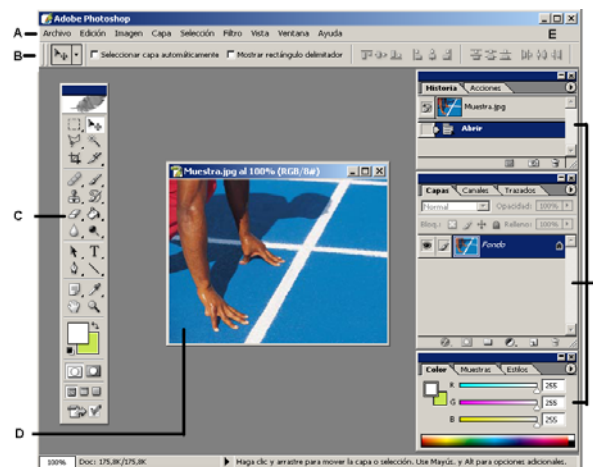 Adobe Photoshop
A
Archivo Edición Imagen Capa Selección Filtro Vista Ventana Ayuda
E
B
Seleccionar capa automáticamente Mostrar rectángulo delimitador
Historia Acciones
Muestra.jpg
Abrir
Muestra.jpg al 100% (RGB/8#)
Capas Canales Trazados
Normal Opacidad: 100%
Bloq.: Relleno: 100%
C
T
Fondo
Color Muestras Estilos
R 255
G 255
B 255
D
100% Doc: 175,8K/175,8K Haga clic y arrastre para mover la capa o selección. Use Mayús. y Alt para opciones adicionales.